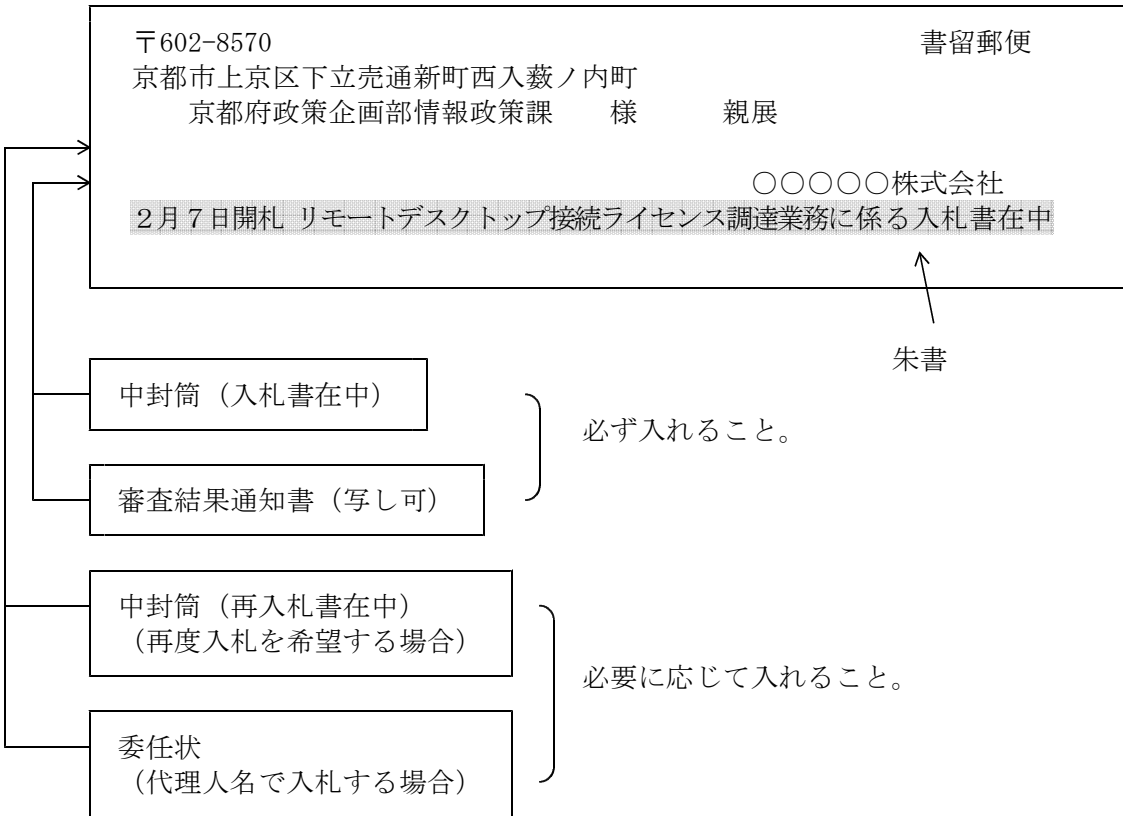 〒602-8570 書留郵便
京都市上京区下立売通新町西入薮ノ内町
京都府政策企画部情報政策課 様 親展
○○○○○株式会社
２月７日開札 リモートデスクトップ接続ライセンス調達業務に係る入札書在中
朱書
中封筒（入札書在中）
必ず入れること。
審査結果通知書（写し可）
中封筒（再入札書在中）
（再度入札を希望する場合）
必要に応じて入れること。
委任状
（代理人名で入札する場合）